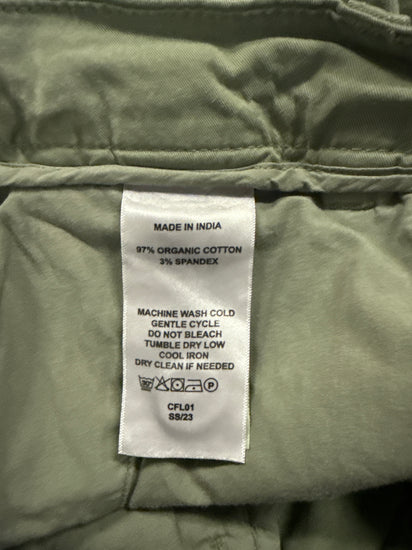 MADE IN INDIA
97% ORGANIC COTTON
3% SPANDEX
MACHINE WASH COLD
GENTLE CYCLE
DO NOT BLEACH
TUMBLE DRY LOW
COOL IRON
DRY CLEAN IF NEEDED
30° P
CFL01
SS/23